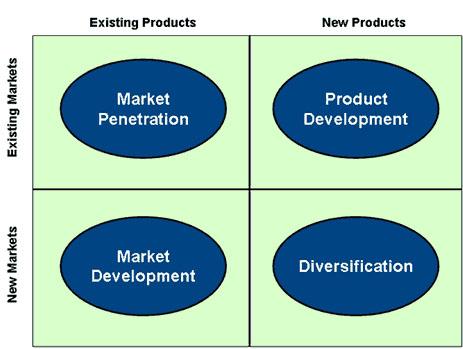 Existing Products
New Products
Existing Markets
Market
Penetration
Product
Development
New Markets
Market
Development
Diversification